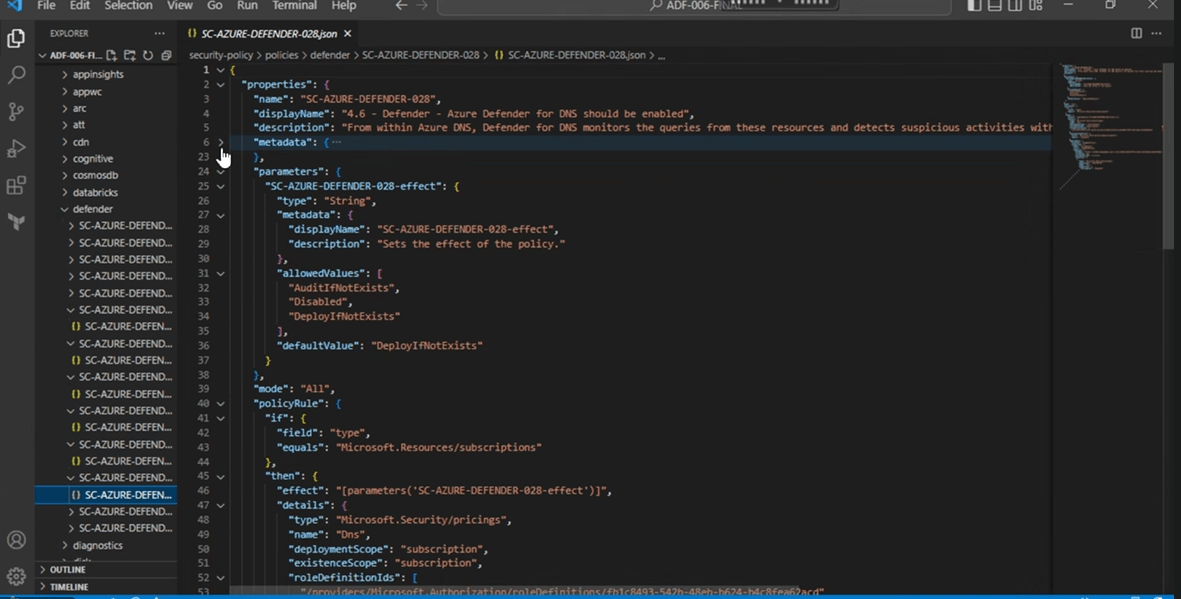 File Edit Selection View Go Run Terminal Help ADF-006-FINAL
EXPLORER
SC-AZURE-DEFENDER-028.json
ADF-006-FI...
security-policy > policies > defender > SC-AZURE-DEFENDER-028 > {} SC-AZURE-DEFENDER-028.json > ...
appinsights
appwc
arc
att
cdn
cognitive
cosmosdb
databricks
defender
SC-AZURE-DEFEND...
SC-AZURE-DEFEND...
SC-AZURE-DEFEND...
SC-AZURE-DEFEND...
SC-AZURE-DEFEND...
SC-AZURE-DEFEND...
{} SC-AZURE-DEFEN...
SC-AZURE-DEFEND...
{} SC-AZURE-DEFEN...
SC-AZURE-DEFEND...
{} SC-AZURE-DEFEN...
SC-AZURE-DEFEND...
{} SC-AZURE-DEFEN...
SC-AZURE-DEFEND...
{} SC-AZURE-DEFEN...
SC-AZURE-DEFEND...
{} SC-AZURE-DEFEN...
SC-AZURE-DEFEND...
SC-AZURE-DEFEND...
diagnostics
OUTLINE
TIMELINE
1 {
2 "properties": {
3 "name": "SC-AZURE-DEFENDER-028",
4 "displayName": "4.6 - Defender - Azure Defender for DNS should be enabled",
5 "description": "From within Azure DNS, Defender for DNS monitors the queries from these resources and detects suspicious activities with
6 "metadata": { ...
23 },
24 "parameters": {
25 "SC-AZURE-DEFENDER-028-effect": {
26 "type": "String",
27 "metadata": {
28 "displayName": "SC-AZURE-DEFENDER-028-effect",
29 "description": "Sets the effect of the policy."
30 },
31 "allowedValues": [
32 "AuditIfNotExists",
33 "Disabled",
34 "DeployIfNotExists"
35 ],
36 "defaultValue": "DeployIfNotExists"
37 }
38 },
39 "mode": "All",
40 "policyRule": {
41 "if": {
42 "field": "type",
43 "equals": "Microsoft.Resources/subscriptions"
44 },
45 "then": {
46 "effect": "[parameters('SC-AZURE-DEFENDER-028-effect')]",
47 "details": {
48 "type": "Microsoft.Security/pricings",
49 "name": "Dns",
50 "deploymentScope": "subscription",
51 "existenceScope": "subscription",
52 "roleDefinitionIds": [
53 "/providers/Microsoft.Authorization/roleDefinitions/fb1c8493-542b-48eb-b624-b4c8fea62acd"